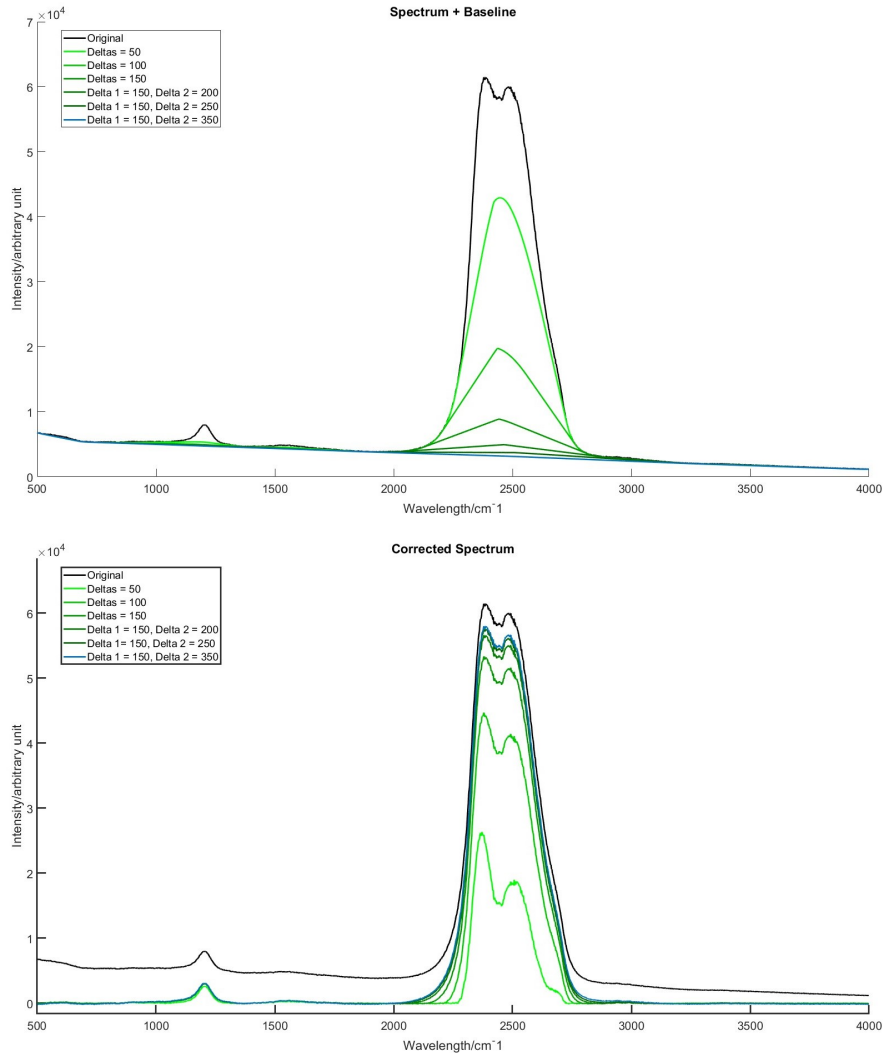 Spectrum + Baseline
×10⁴
7
6
5
4
3
2
1
0
Intensity/arbitrary unit
Original
Deltas = 50
Deltas = 100
Deltas = 150
Delta 1 = 150, Delta 2 = 200
Delta 1 = 150, Delta 2 = 250
Delta 1 = 150, Delta 2 = 350
500 1000 1500 2000 2500 3000 3500 4000
Wavelength/cm⁻1
Corrected Spectrum
×10⁴
6
5
4
3
2
1
0
Intensity/arbitrary unit
Original
Deltas = 50
Deltas = 100
Deltas = 150
Delta 1 = 150, Delta 2 = 200
Delta 1= 150, Delta 2 = 250
Delta 1 = 150, Delta 2 = 350
500 1000 1500 2000 2500 3000 3500 4000
Wavelength/cm⁻1